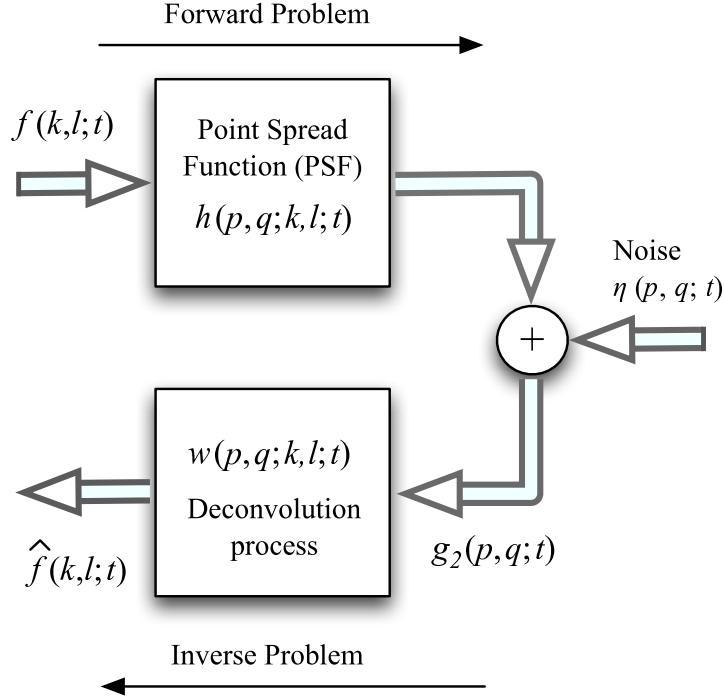 Forward Problem
f(k,l;t)
Point Spread
Function (PSF)
h(p,q;k,l;t)
Noise
η (p, q; t)
+
w(p,q;k,l;t)
Deconvolution
process
f̂(k,l;t)
g₂(p,q;t)
Inverse Problem